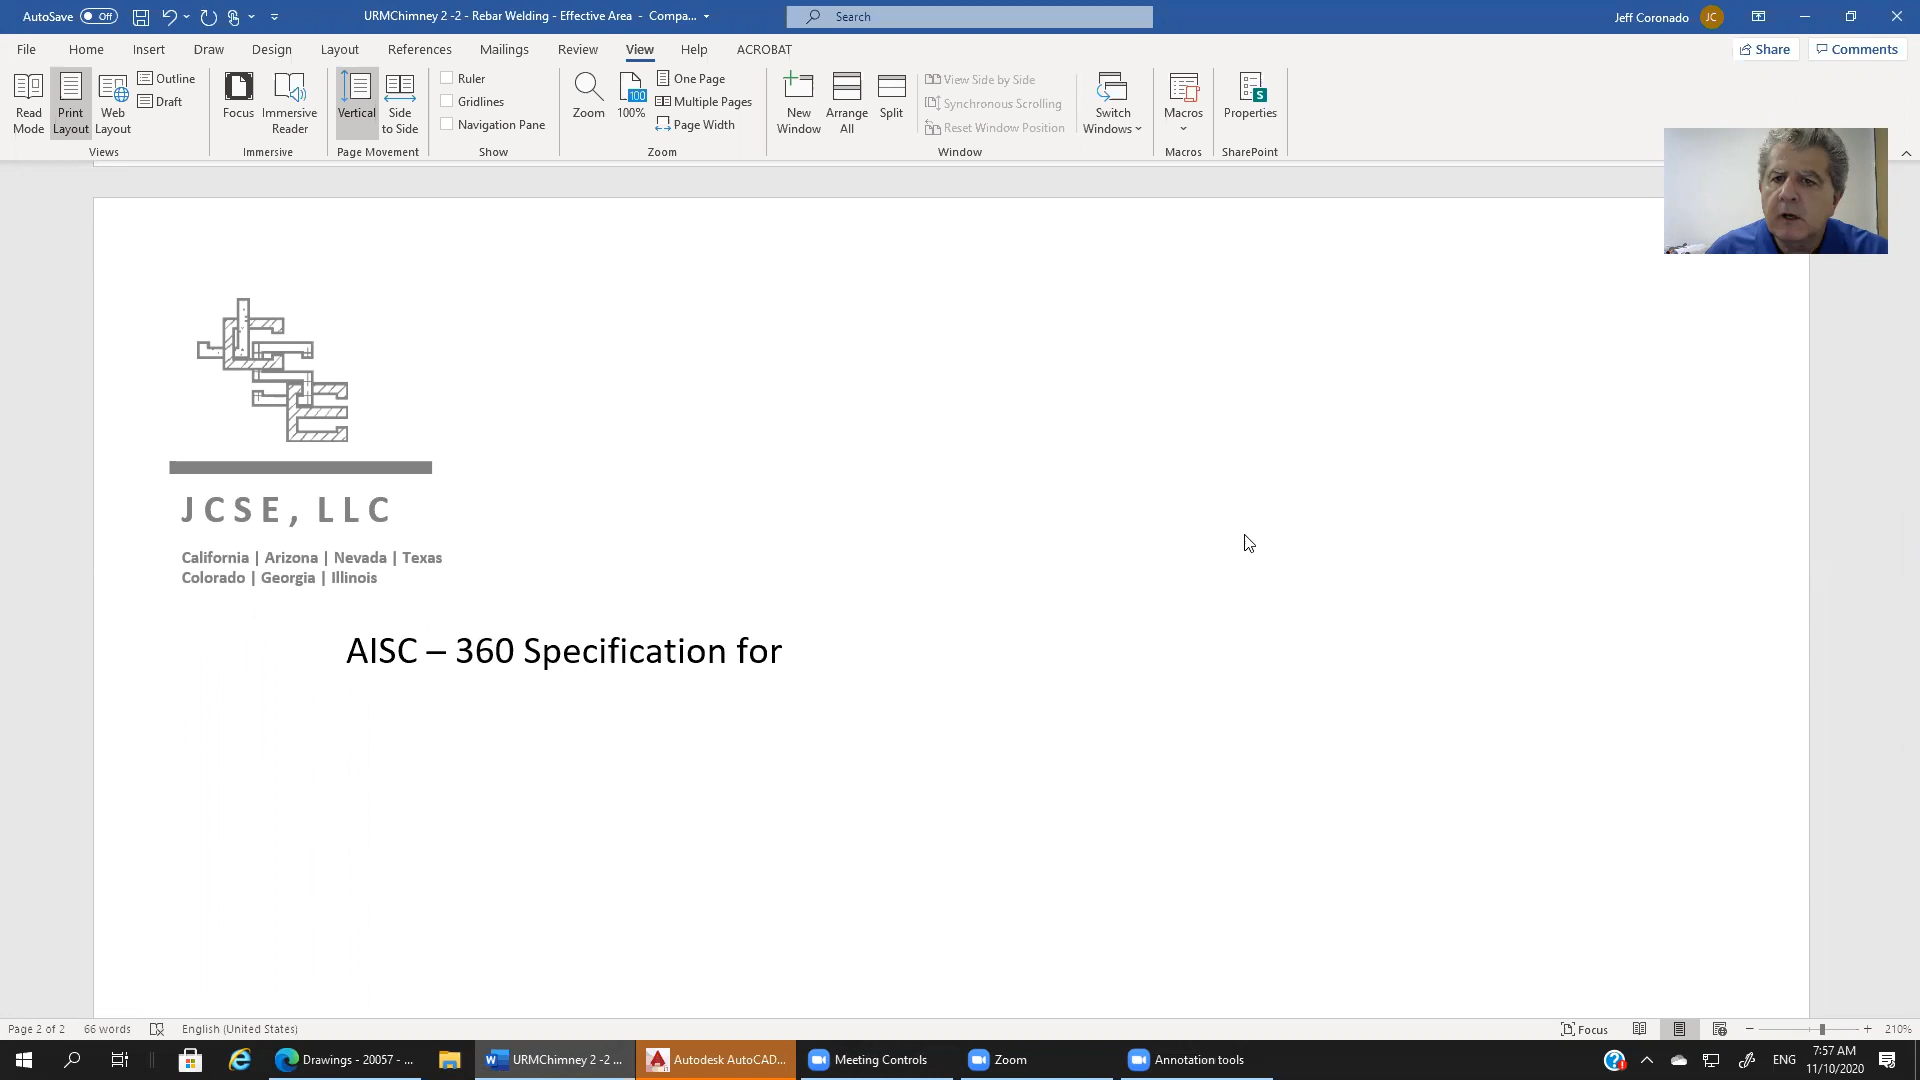 AutoSave Off
URMChimney 2 -2 - Rebar Welding - Effective Area - Compa...
Search
Jeff Coronado JC
File Home Insert Draw Design Layout References Mailings Review View Help ACROBAT
Share Comments
Read Mode
Print Layout
Web Layout
Outline
Draft
Views
Focus
Immersive Reader
Immersive
Vertical
Side to Side
Page Movement
Ruler
Gridlines
Navigation Pane
Show
Zoom
100
100%
One Page
Multiple Pages
Page Width
Zoom
New Window
Arrange All
Split
View Side by Side
Synchronous Scrolling
Reset Window Position
Switch Windows
Window
Macros
Macros
S
Properties
SharePoint
JCSE, LLC
California | Arizona | Nevada | Texas
Colorado | Georgia | Illinois
AISC – 360 Specification for
Page 2 of 2 66 words English (United States)
Focus 210%
Drawings - 20057 - ...
URMChimney 2 -2 ...
Autodesk AutoCAD...
Meeting Controls
Zoom
Annotation tools
ENG
7:57 AM
11/10/2020